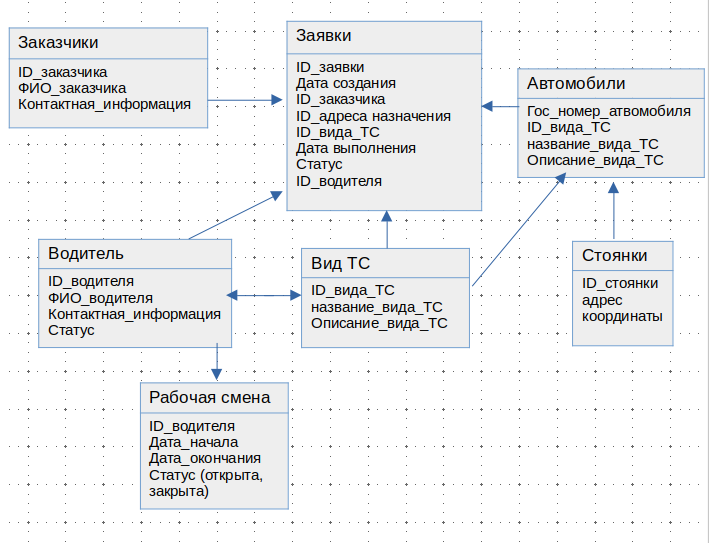 Заказчики
ID_заказчика
ФИО_заказчика
Контактная_информация
Заявки
ID_заявки
Дата создания
ID_заказчика
ID_адреса назначения
ID_вида_ТС
Дата выполнения
Статус
ID_водителя
Автомобили
Гос_номер_атвомобиля
ID_вида_ТС
название_вида_ТС
Описание_вида_ТС
Водитель
ID_водителя
ФИО_водителя
Контактная_информация
Статус
Вид ТС
ID_вида_ТС
название_вида_ТС
Описание_вида_ТС
Стоянки
ID_стоянки
адрес
координаты
Рабочая смена
ID_водителя
Дата_начала
Дата_окончания
Статус (открыта,
закрыта)